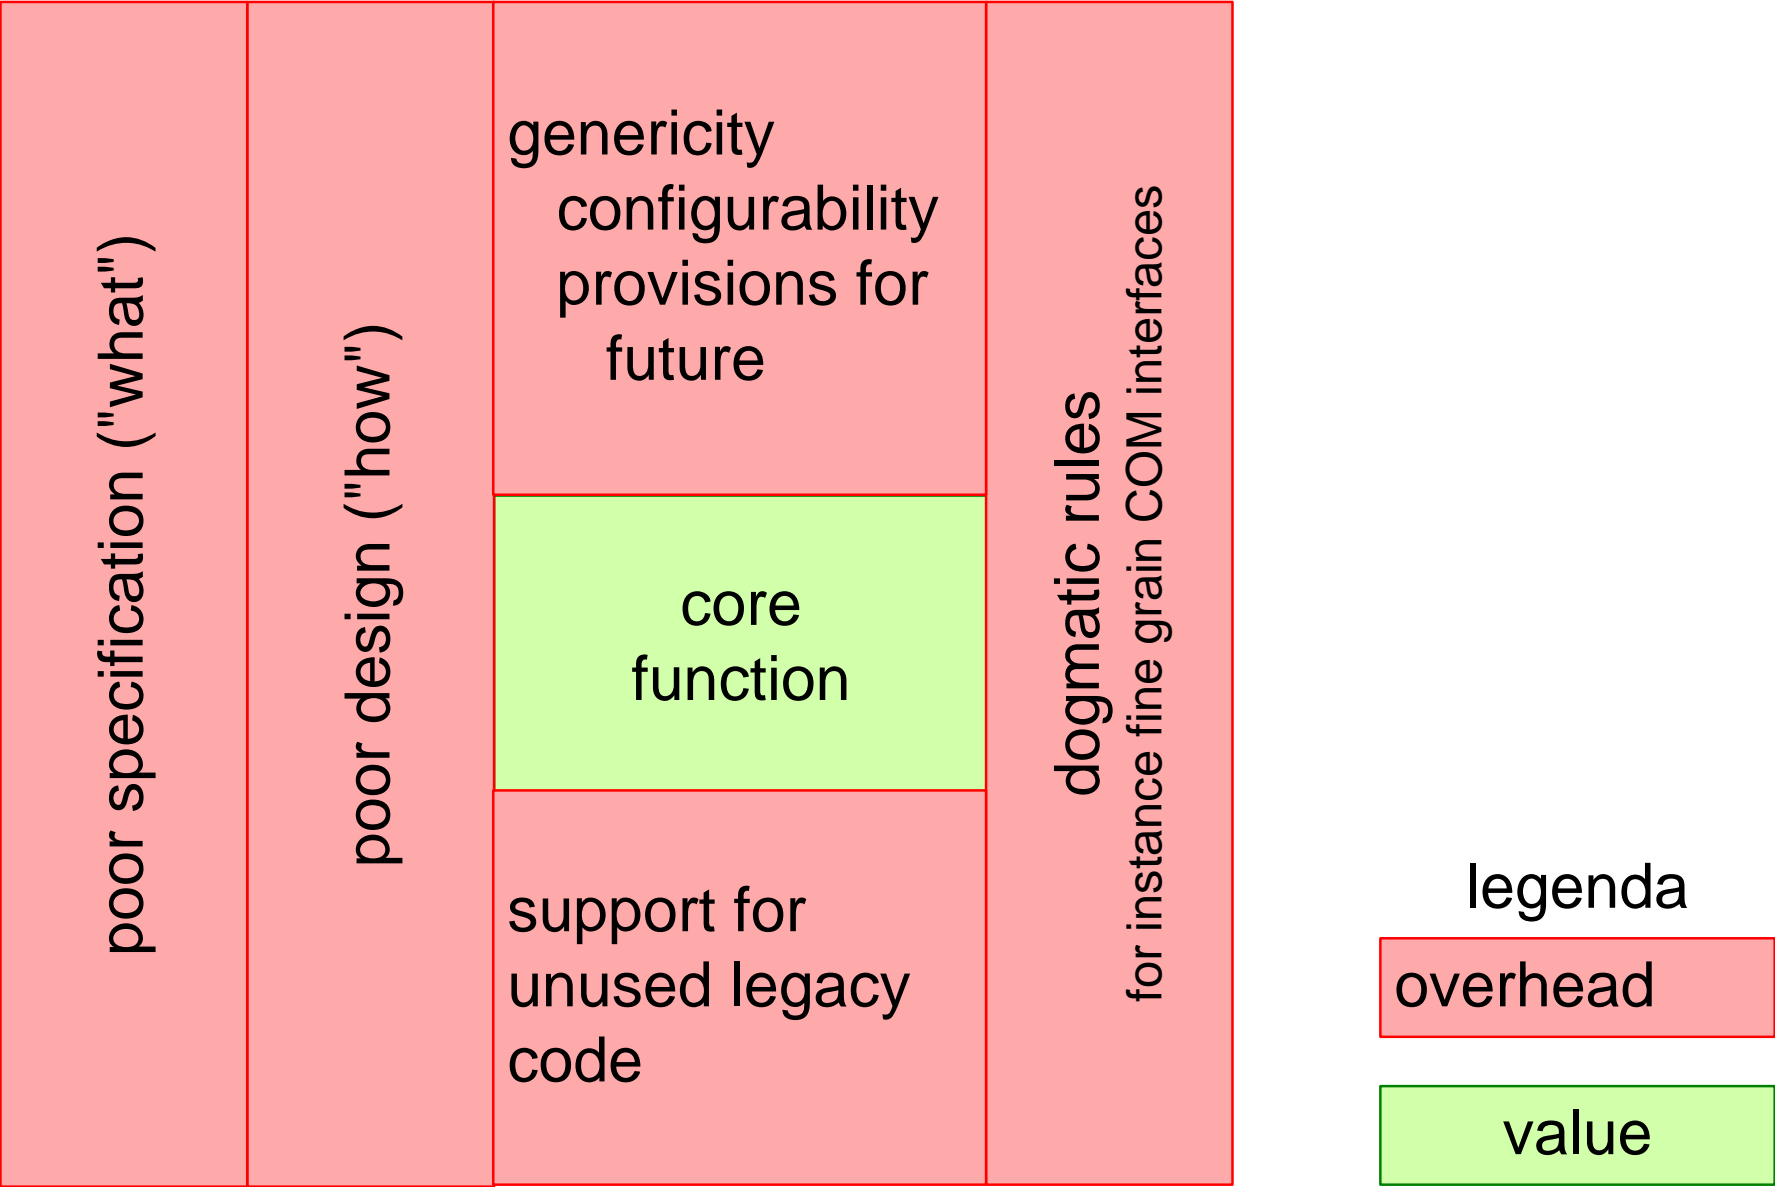 poor specification ("what")
poor design ("how")
genericity
configurability
provisions for
future
core
function
support for
unused legacy
code
dogmatic rules
for instance fine grain COM interfaces
legenda
overhead
value